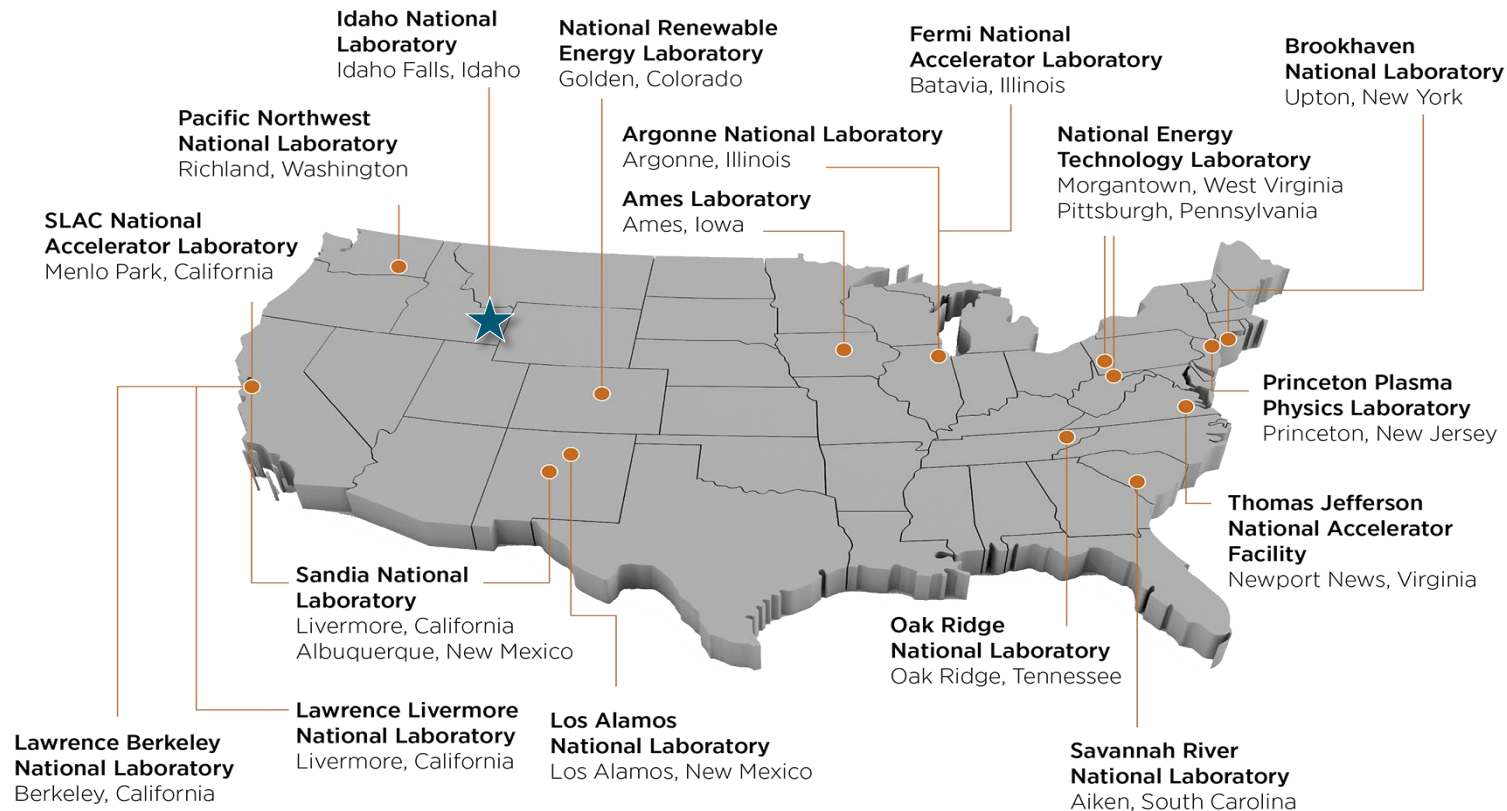 Idaho National
Laboratory
Idaho Falls, Idaho
National Renewable
Energy Laboratory
Golden, Colorado
Fermi National
Accelerator Laboratory
Batavia, Illinois
Brookhaven
National Laboratory
Upton, New York
Pacific Northwest
National Laboratory
Richland, Washington
Argonne National Laboratory
Argonne, Illinois
National Energy
Technology Laboratory
Morgantown, West Virginia
Pittsburgh, Pennsylvania
Ames Laboratory
Ames, Iowa
SLAC National
Accelerator Laboratory
Menlo Park, California
Princeton Plasma
Physics Laboratory
Princeton, New Jersey
Thomas Jefferson
National Accelerator
Facility
Newport News, Virginia
Sandia National
Laboratory
Livermore, California
Albuquerque, New Mexico
Oak Ridge
National Laboratory
Oak Ridge, Tennessee
Lawrence Berkeley
National Laboratory
Berkeley, California
Lawrence Livermore
National Laboratory
Livermore, California
Los Alamos
National Laboratory
Los Alamos, New Mexico
Savannah River
National Laboratory
Aiken, South Carolina